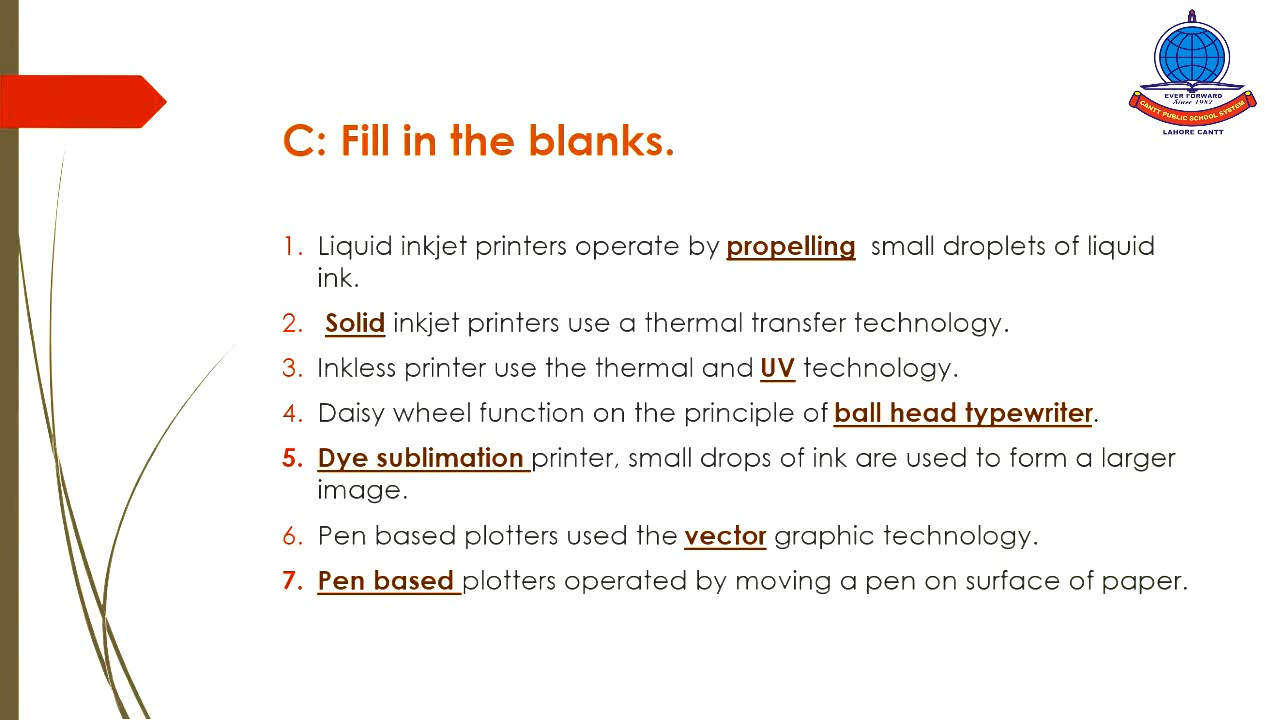 EVER FORWARD
Since 1982
CANTT PUBLIC SCHOOL SYSTEM
LAHORE CANTT
C: Fill in the blanks.
1. Liquid inkjet printers operate by propelling small droplets of liquid
ink.
2. Solid inkjet printers use a thermal transfer technology.
3. Inkless printer use the thermal and UV technology.
4. Daisy wheel function on the principle of ball head typewriter.
5. Dye sublimation printer, small drops of ink are used to form a larger
image.
6. Pen based plotters used the vector graphic technology.
7. Pen based plotters operated by moving a pen on surface of paper.